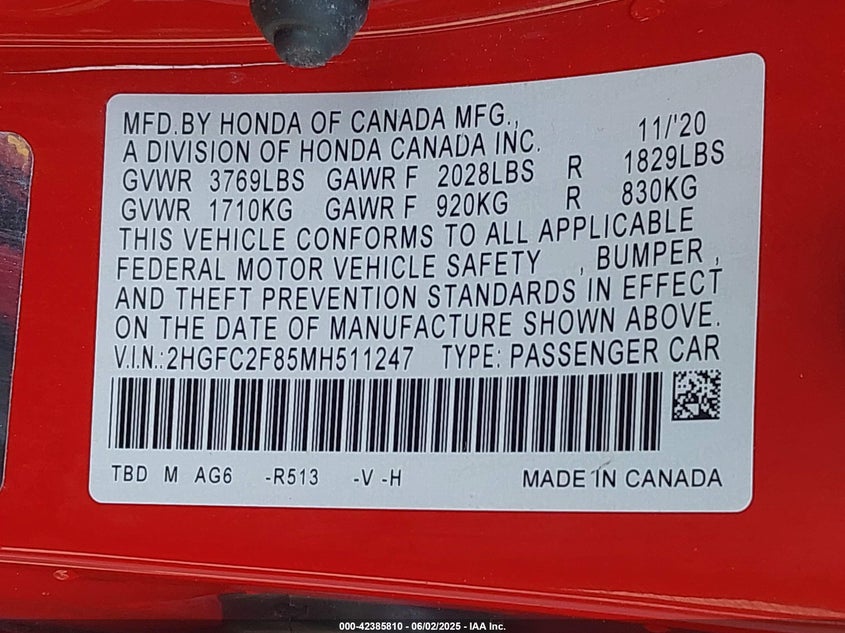 MFD.BY HONDA OF CANADA MFG., 11/'20
A DIVISION OF HONDA CANADA INC.
GVWR 3769LBS GAWR F 2028LBS R 1829LBS
GVWR 1710KG GAWR F 920KG R 830KG
THIS VEHICLE CONFORMS TO ALL APPLICABLE
FEDERAL MOTOR VEHICLE SAFETY , BUMPER ,
AND THEFT PREVENTION STANDARDS IN EFFECT
ON THE DATE OF MANUFACTURE SHOWN ABOVE.
V.I.N.:2HGFC2F85MH511247 TYPE: PASSENGER CAR
TBD M AG6 -R513 -V -H MADE IN CANADA
000-42385810 - 06/02/2025 - IAA Inc.